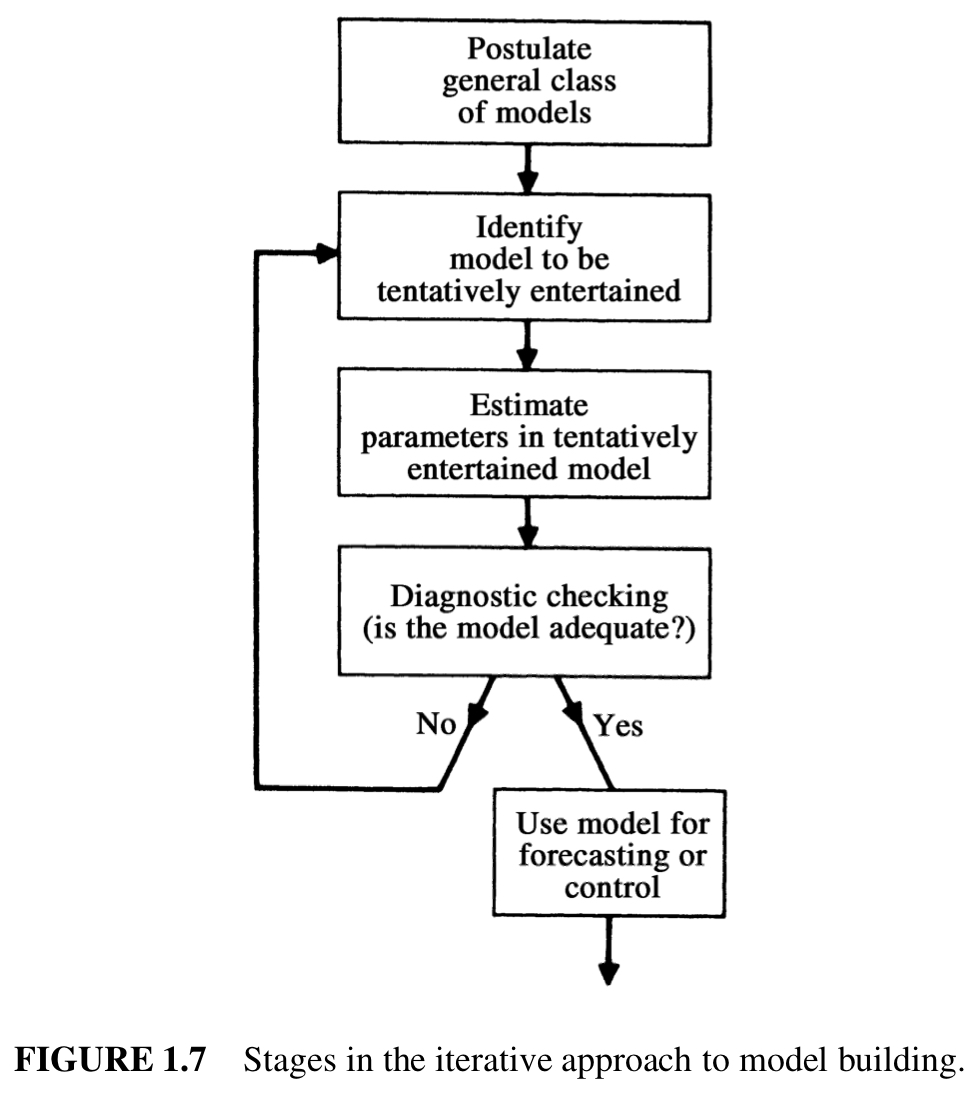 Postulate
general class
of models
Identify
model to be
tentatively entertained
Estimate
parameters in tentatively
entertained model
Diagnostic checking
(is the model adequate?)
No
Yes
Use model for
forecasting or
control
FIGURE 1.7 Stages in the iterative approach to model building.